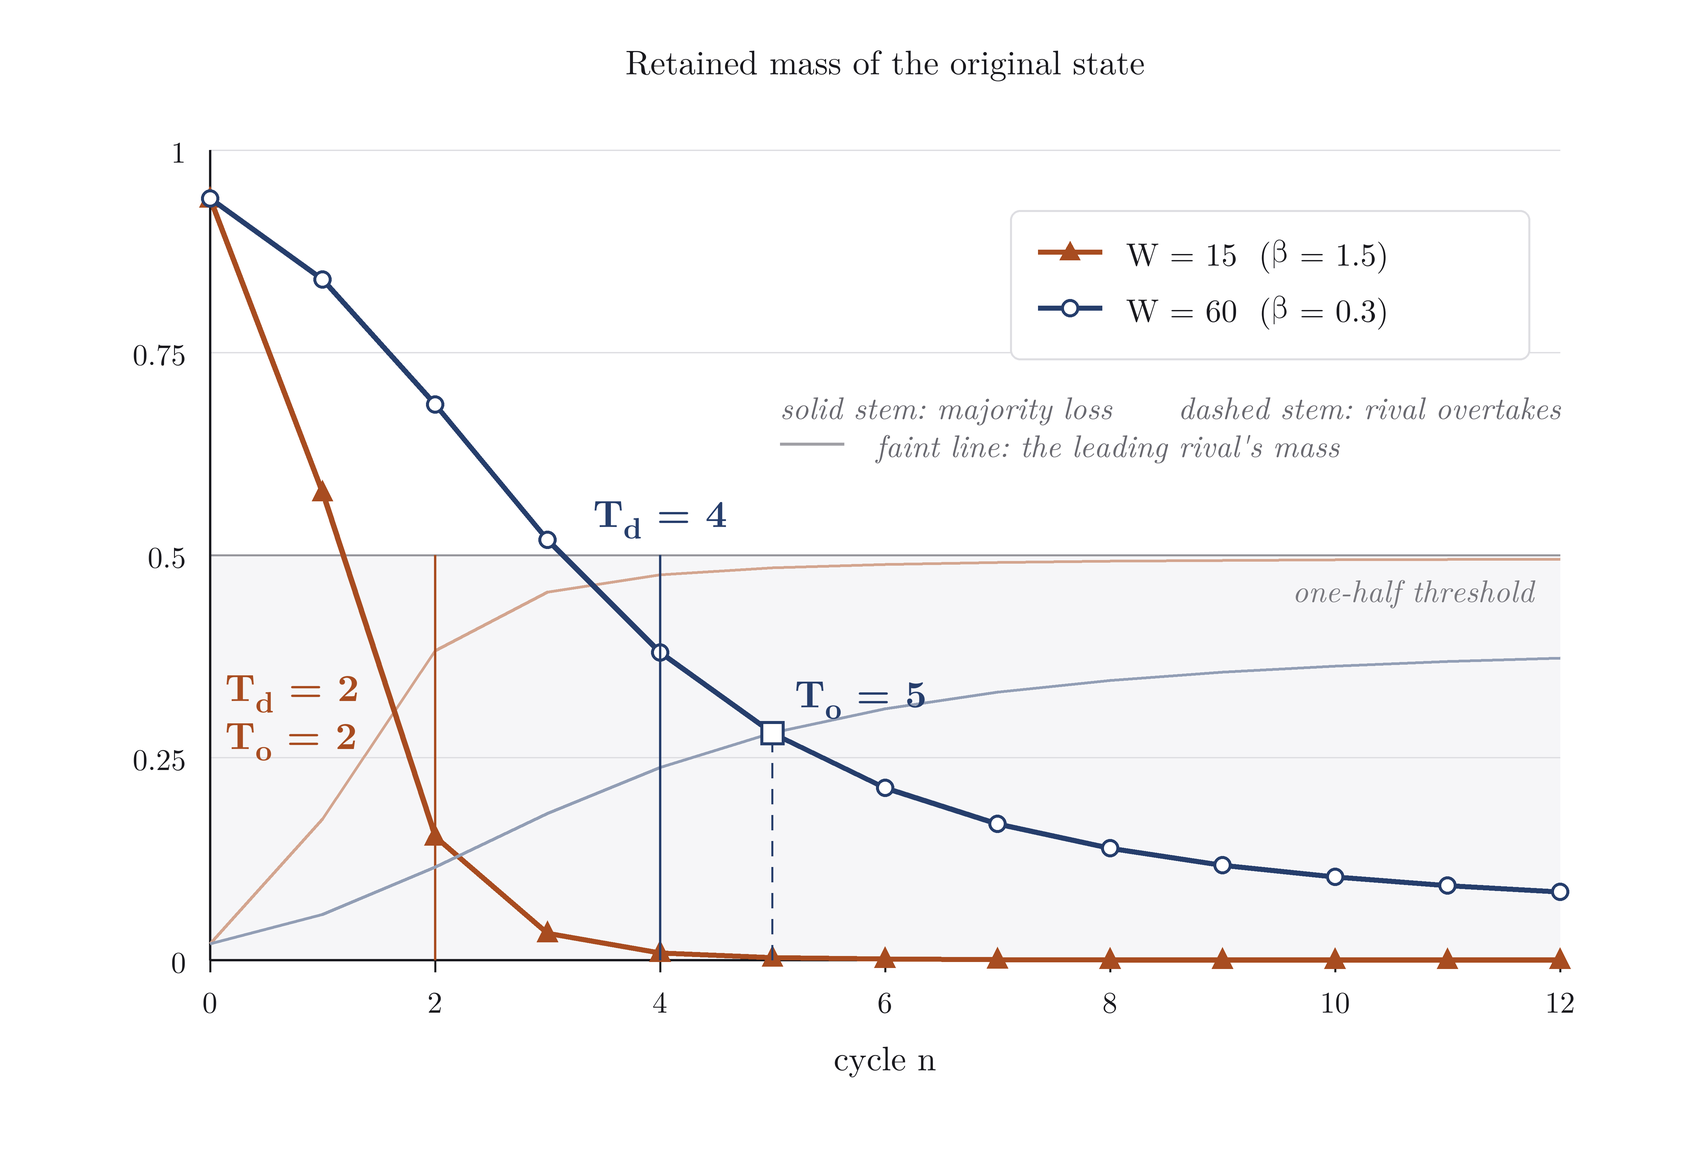 Retained mass of the original state
1
W = 15 (β = 1.5)
W = 60 (β = 0.3)
0.75
solid stem: majority loss dashed stem: rival overtakes
faint line: the leading rival's mass
T_d = 4
0.5
one-half threshold
T_d = 2
T_o = 5
T_o = 2
0.25
0
0 2 4 6 8 10 12
cycle n